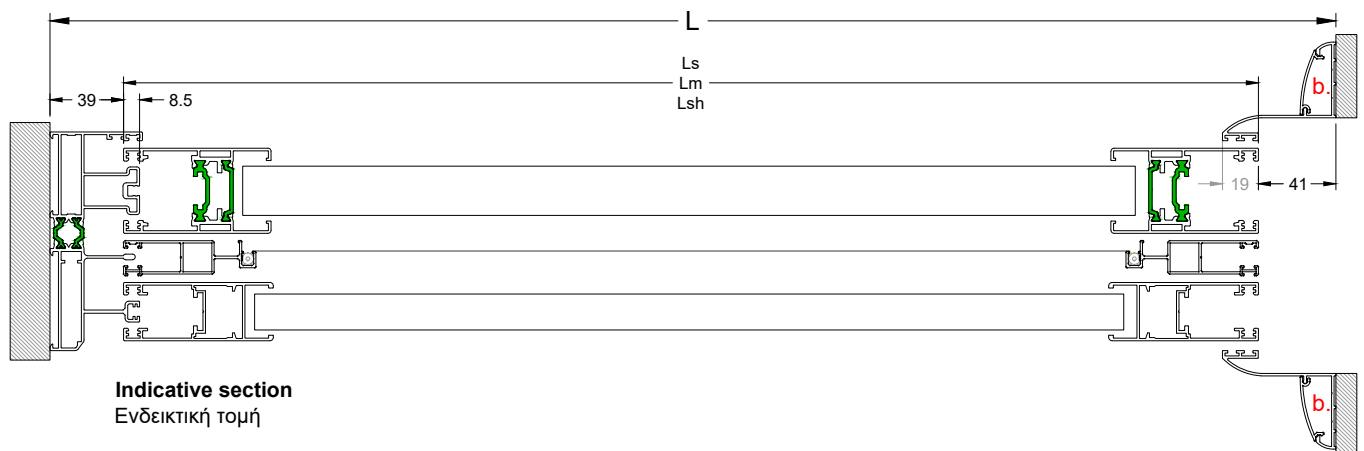 L
Ls
Lm
Lsh
39
8.5
b.
19
41
b.
Indicative section
Ενδεικτική τομή